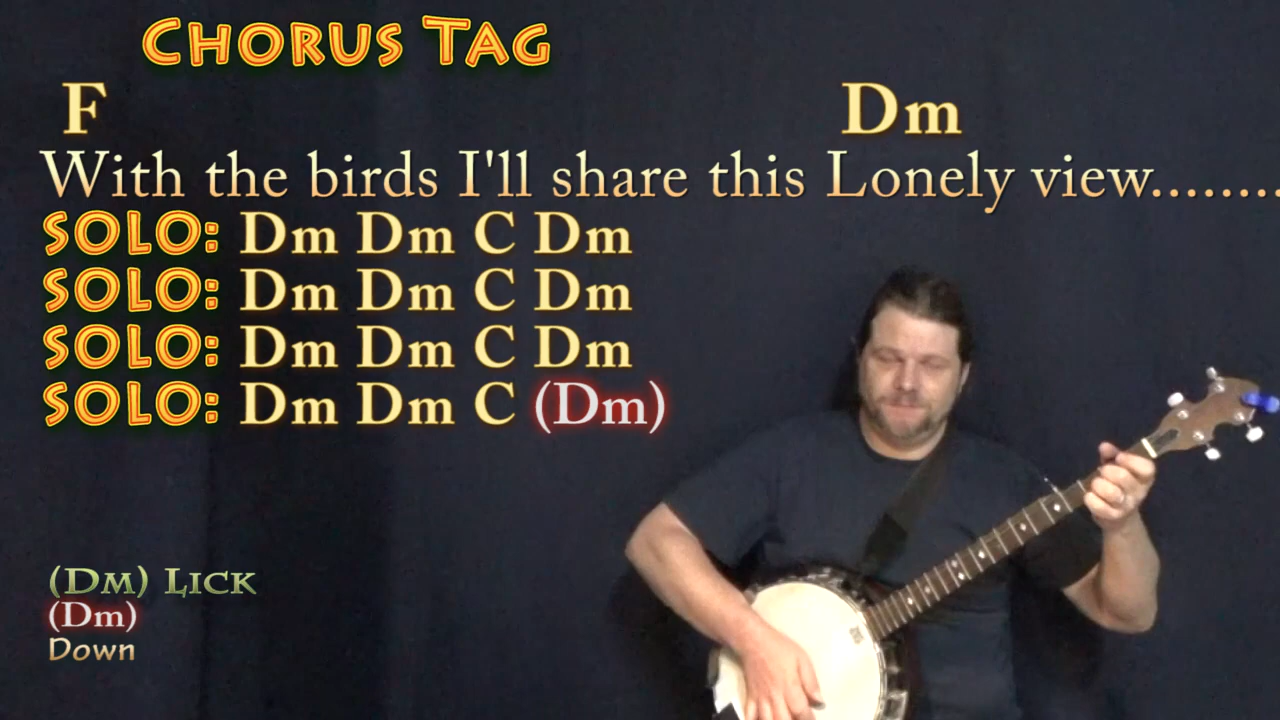 CHORUS TAG
F Dm
With the birds I'll share this Lonely view........
SOLO: Dm Dm C Dm
SOLO: Dm Dm C Dm
SOLO: Dm Dm C Dm
SOLO: Dm Dm C (Dm)
(DM) LICK
(Dm)
Down